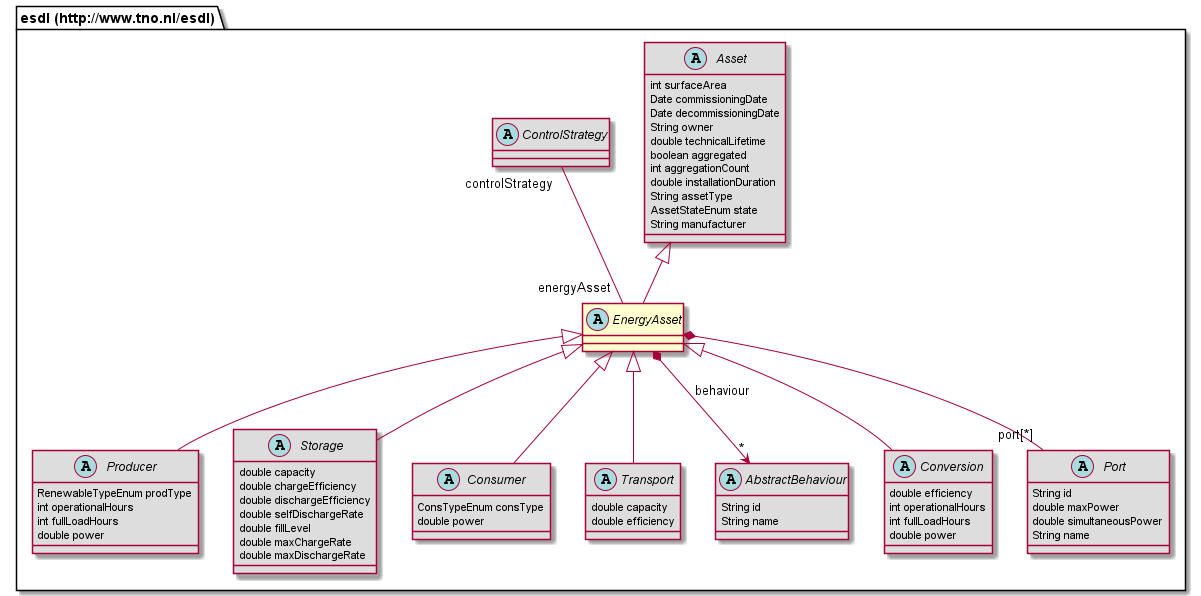 esdl (http://www.tno.nl/esdl)
A Asset
int surfaceArea
Date commissioningDate
Date decommissioningDate
String owner
double technicalLifetime
boolean aggregated
int aggregationCount
double installationDuration
String assetType
AssetStateEnum state
String manufacturer
A ControlStrategy
controlStrategy
energyAsset
A EnergyAsset
behaviour
*
port[*]
A Producer
RenewableTypeEnum prodType
int operationalHours
int fullLoadHours
double power
A Storage
double capacity
double chargeEfficiency
double dischargeEfficiency
double selfDischargeRate
double fillLevel
double maxChargeRate
double maxDischargeRate
A Consumer
ConsTypeEnum consType
double power
A Transport
double capacity
double efficiency
A AbstractBehaviour
String id
String name
A Conversion
double efficiency
int operationalHours
int fullLoadHours
double power
A Port
String id
double maxPower
double simultaneousPower
String name